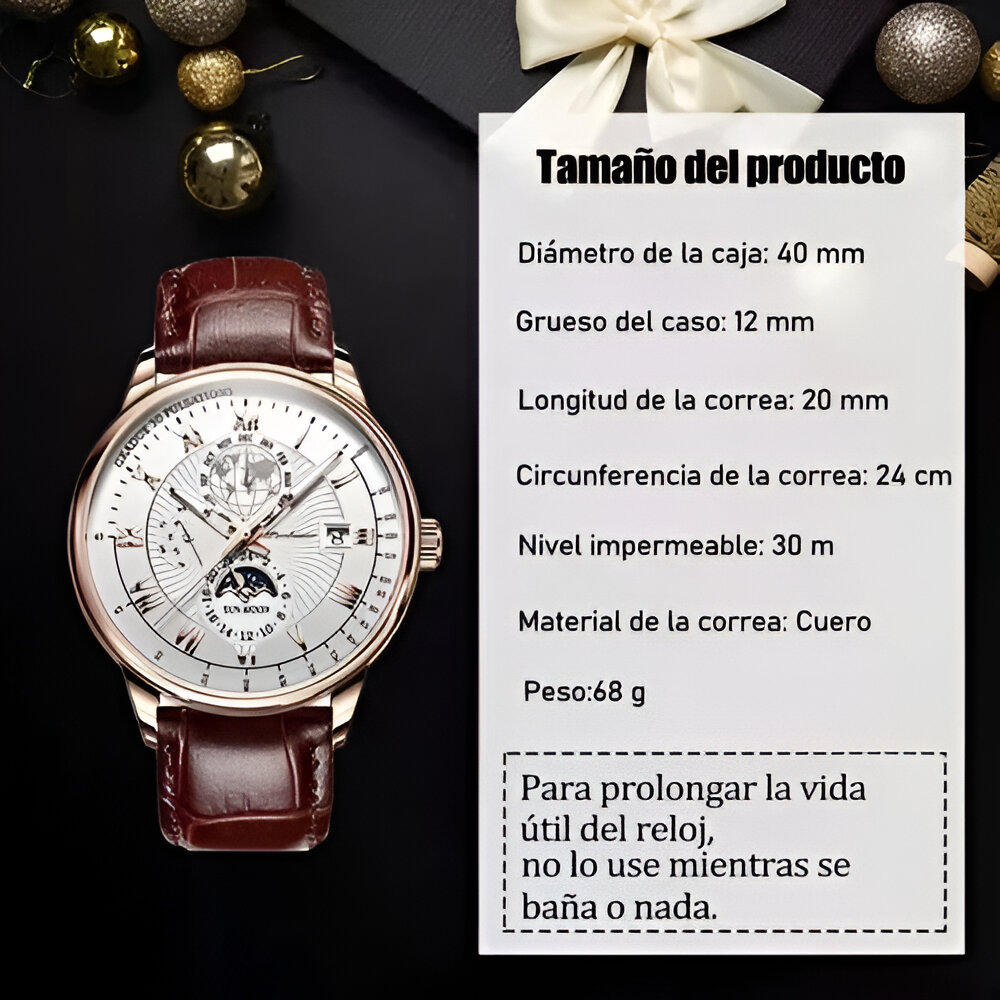 Tamaño del producto
Diámetro de la caja: 40 mm
Grueso del caso: 12 mm
Longitud de la correa: 20 mm
Circunferencia de la correa: 24 cm
Nivel impermeable: 30 m
Material de la correa: Cuero
Peso:68 g
Para prolongar la vida
útil del reloj,
no lo use mientras se
baña o nada.